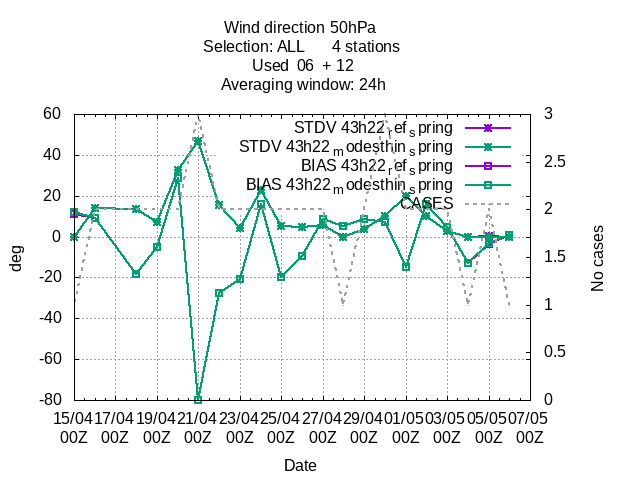 Wind direction 50hPa
Selection: ALL 4 stations
Used 06 + 12
Averaging window: 24h
STDV 43h22_ref_spring
STDV 43h22_modesthin_spring
BIAS 43h22_ref_spring
BIAS 43h22_modesthin_spring
CASES
60
40
20
0
-20
-40
-60
-80
deg
3
2.5
2
1.5
1
0.5
0
No cases
15/04 17/04 19/04 21/04 23/04 25/04 27/04 29/04 01/05 03/05 05/05 07/05
00Z 00Z 00Z 00Z 00Z 00Z 00Z 00Z 00Z 00Z 00Z 00Z
Date